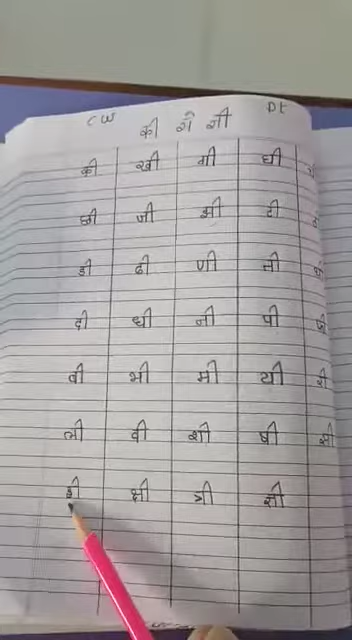 CW Dt
की से ज्ञी
की खी गी घी
छी जी झी टी
डी ढी णी ती
दी धी नी पी
बी भी मी यी री
ली वी शी षी सी
ही क्षी त्री ज्ञी